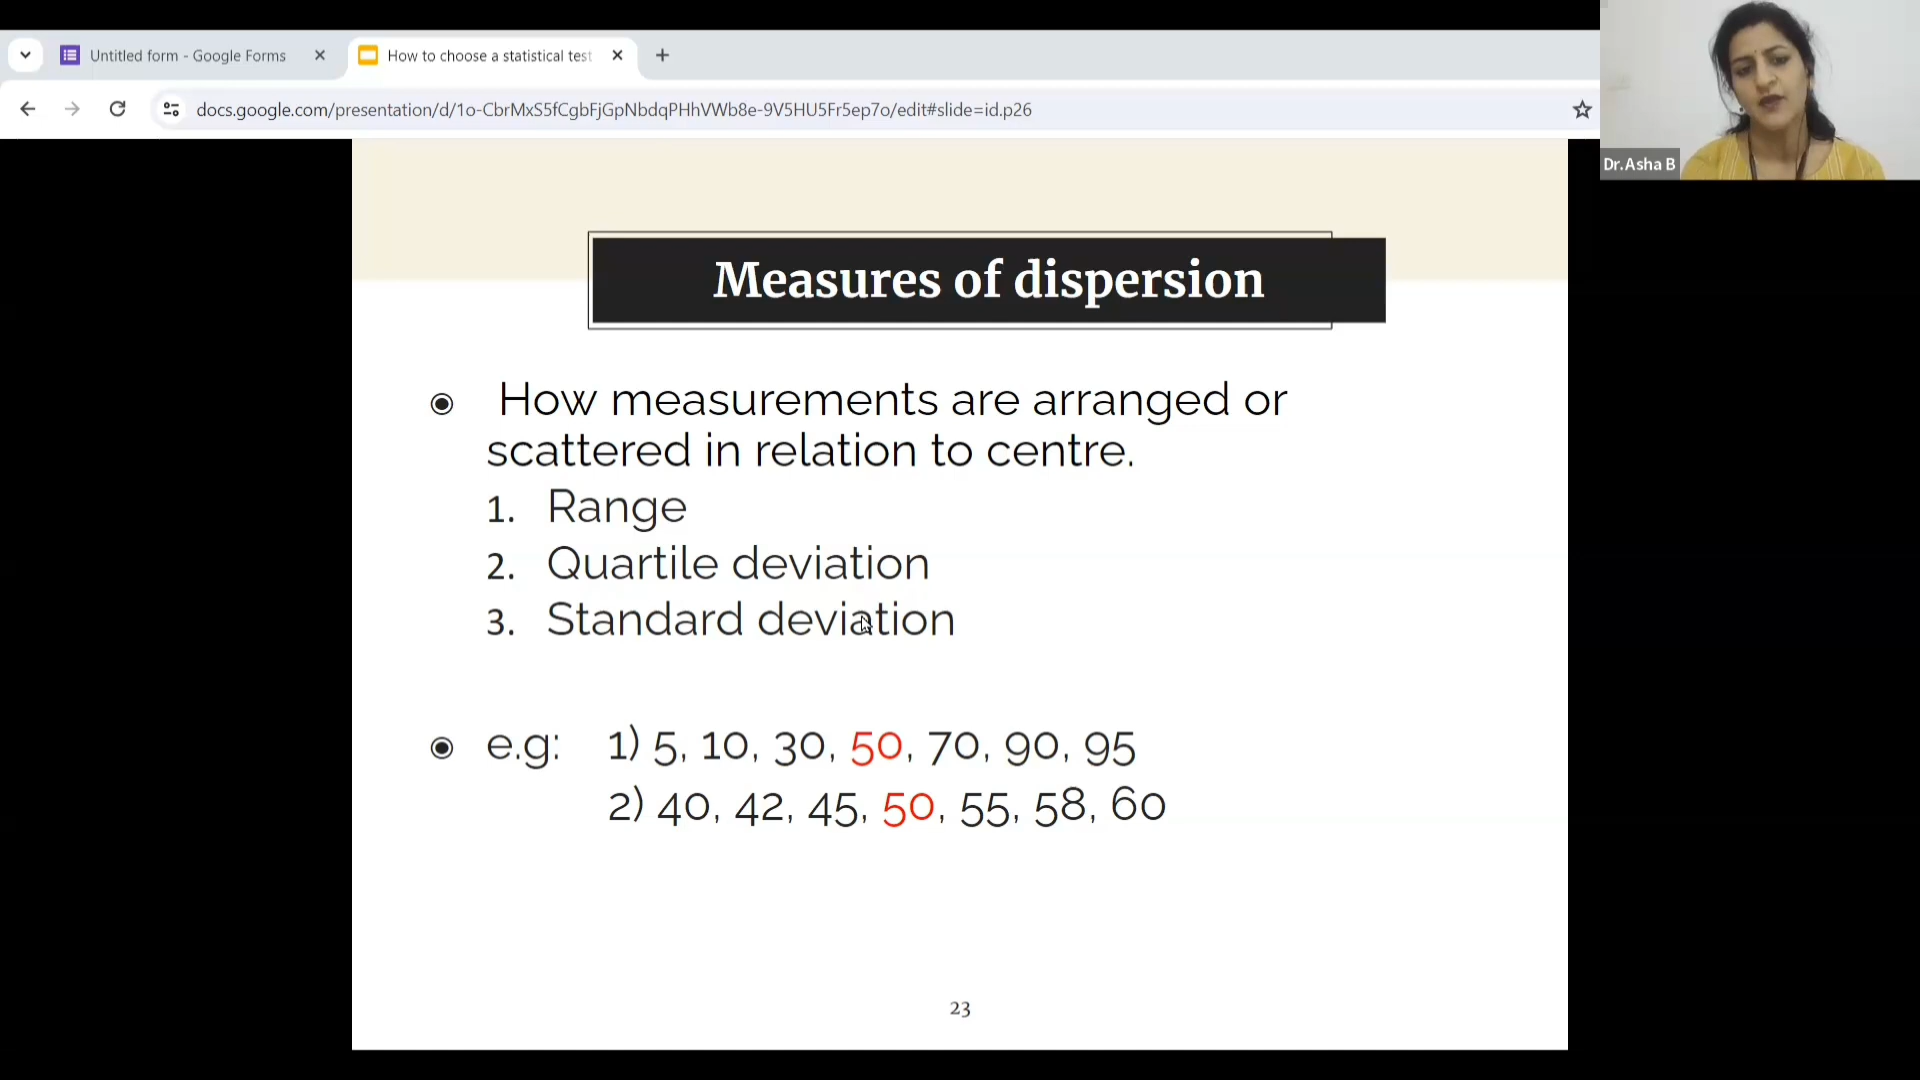 Untitled form - Google Forms
How to choose a statistical test
docs.google.com/presentation/d/1o-CbrMxS5fCgbFjGpNbdqPHhVWb8e-9V5HU5Fr5ep7o/edit#slide=id.p26
Dr.Asha B
Measures of dispersion
How measurements are arranged or
scattered in relation to centre.
1. Range
2. Quartile deviation
3. Standard deviation
e.g: 1) 5, 10, 30, 50, 70, 90, 95
2) 40, 42, 45, 50, 55, 58, 60
23